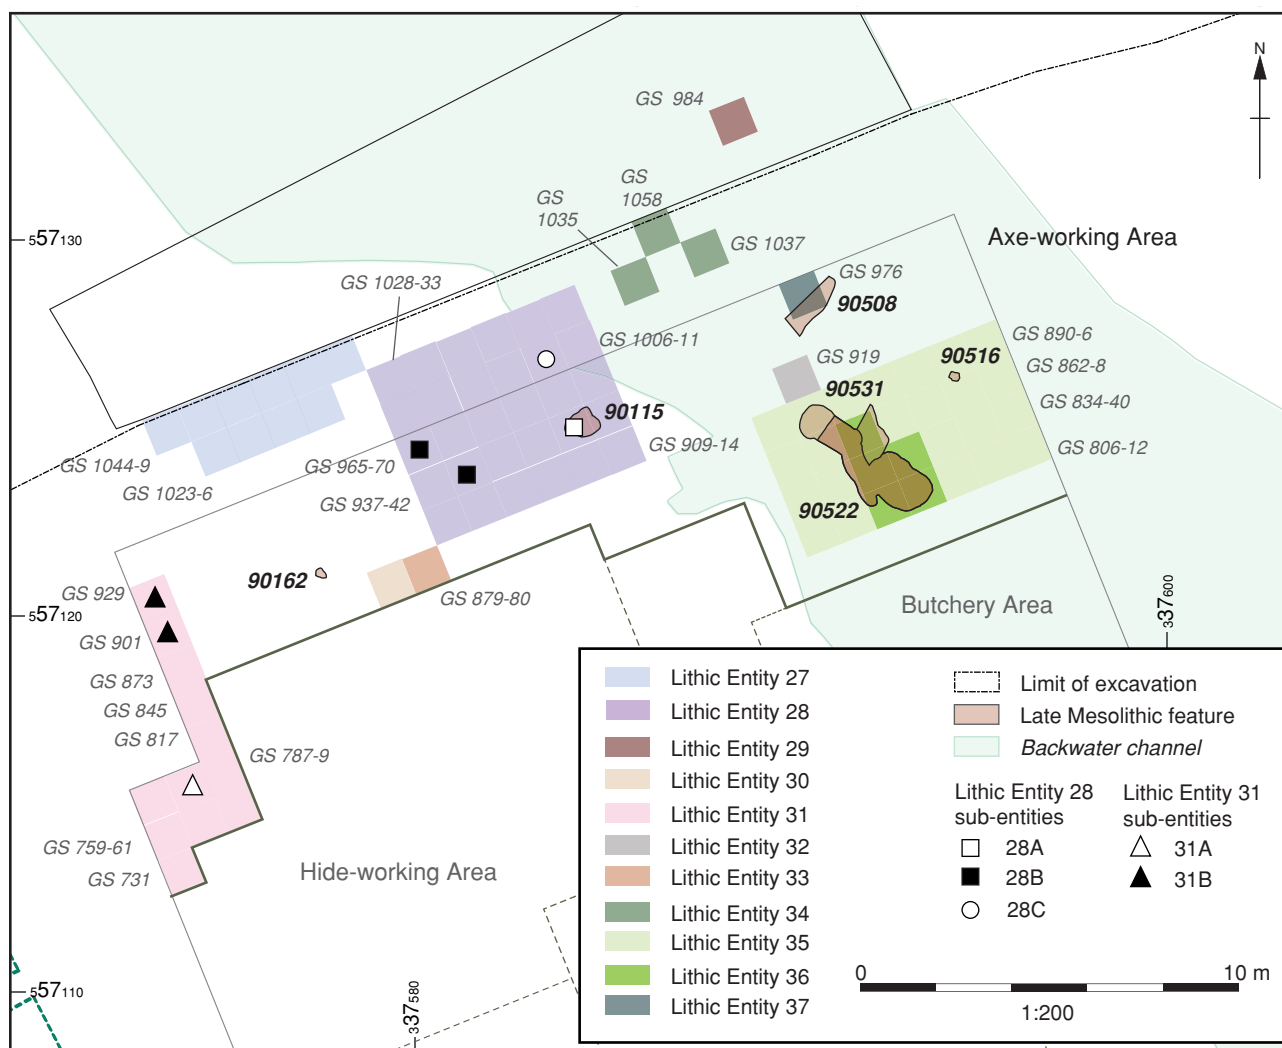 N
GS 984
GS
1058
GS
1035
GS 1037
557130
Axe-working Area
GS 1028-33
GS 976
90508
GS 1006-11
GS 890-6
GS 919
90516
GS 862-8
90531
90115
GS 834-40
GS 909-14
GS 806-12
GS 1044-9
GS 965-70
GS 1023-6
GS 937-42
90522
90162
GS 929
GS 879-80
Butchery Area
557120
337600
GS 901
GS 873
GS 845
GS 817
GS 787-9
GS 759-61
GS 731
Hide-working Area
557110
337580
Lithic Entity 27
Lithic Entity 28
Lithic Entity 29
Lithic Entity 30
Lithic Entity 31
Lithic Entity 32
Lithic Entity 33
Lithic Entity 34
Lithic Entity 35
Lithic Entity 36
Lithic Entity 37
Limit of excavation
Late Mesolithic feature
Backwater channel
Lithic Entity 28
sub-entities
28A
28B
28C
Lithic Entity 31
sub-entities
31A
31B
0 10 m
1:200